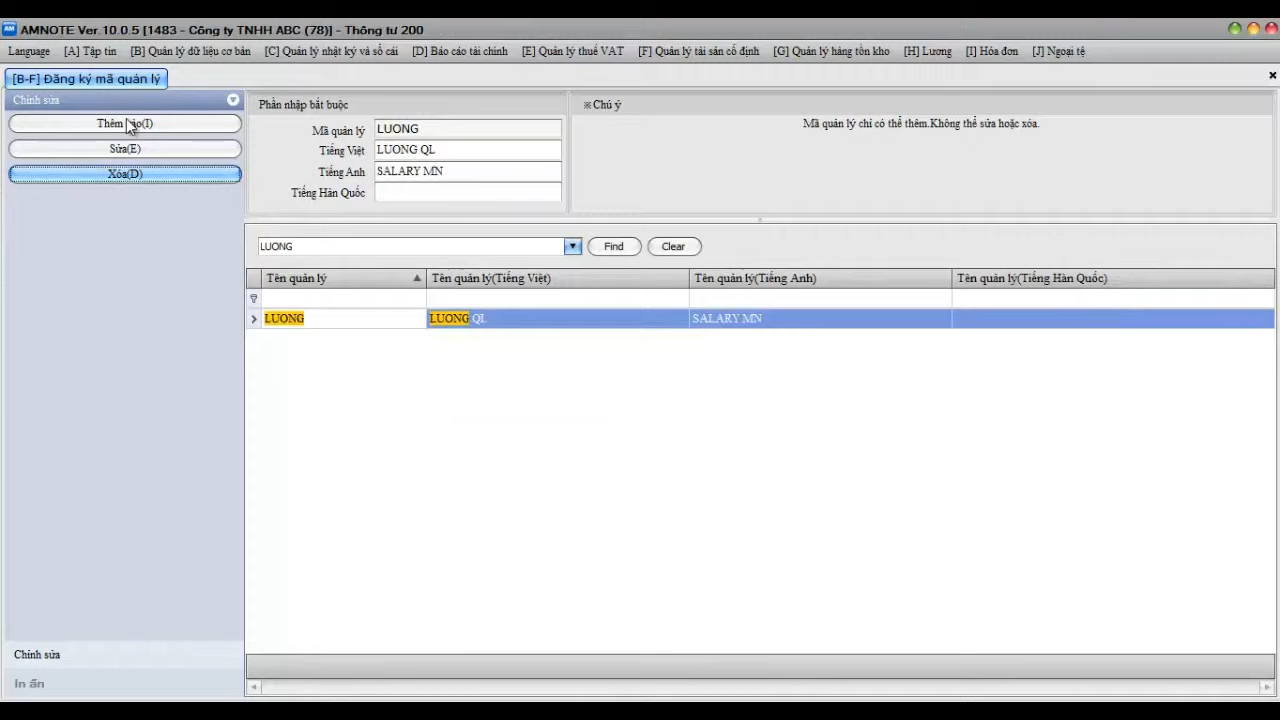 AMNOTE Ver 10.0.5 [1483 - Công ty TNHH ABC (78)] - Thông tư 200
Language [A] Tập tin [B] Quản lý dữ liệu cơ bản [C] Quản lý nhật ký và sổ cái [D] Báo cáo tài chính [E] Quản lý thuế VAT [F] Quản lý tài sản cố định [G] Quản lý hàng tồn kho [H] Lương [I] Hóa đơn [J] Ngoại tệ
[B-F] Đăng ký mã quản lý
Chỉnh sửa
Thêm (I)
Sửa(E)
Xóa(D)
Phần nhập bắt buộc
Mã quản lý LUONG
Tiếng Việt LUONG QL
Tiếng Anh SALARY MN
Tiếng Hàn Quốc
※Chú ý
Mã quản lý chỉ có thể thêm.Không thể sửa hoặc xóa.
LUONG Find Clear
Tên quản lý Tên quản lý(Tiếng Việt) Tên quản lý(Tiếng Anh) Tên quản lý(Tiếng Hàn Quốc)
LUONG LUONG QL SALARY MN
Chỉnh sửa
In ấn